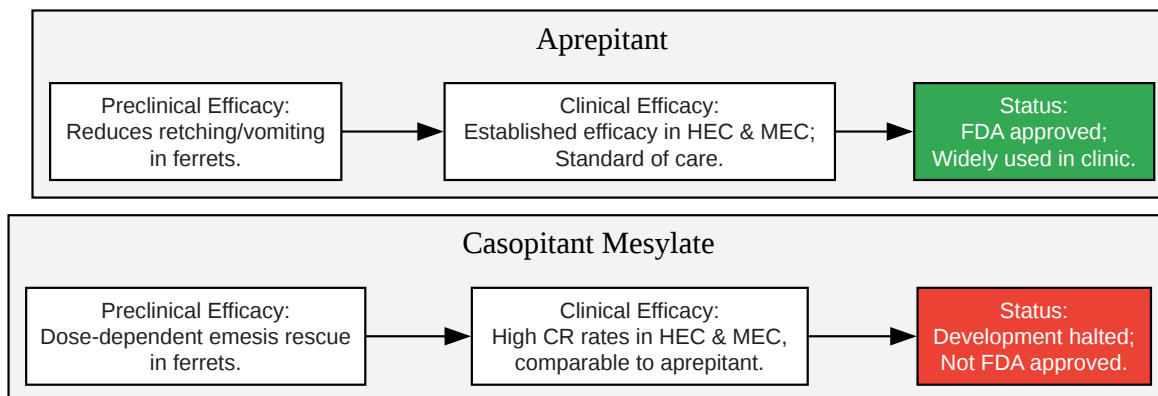 Aprepitant
Preclinical Efficacy:
Reduces retching/vomiting
in ferrets.
Clinical Efficacy:
Established efficacy in HEC & MEC;
Standard of care.
Status:
FDA approved;
Widely used in clinic.
Casopitant Mesylate
Preclinical Efficacy:
Dose-dependent emesis rescue
in ferrets.
Clinical Efficacy:
High CR rates in HEC & MEC,
comparable to aprepitant.
Status:
Development halted;
Not FDA approved.